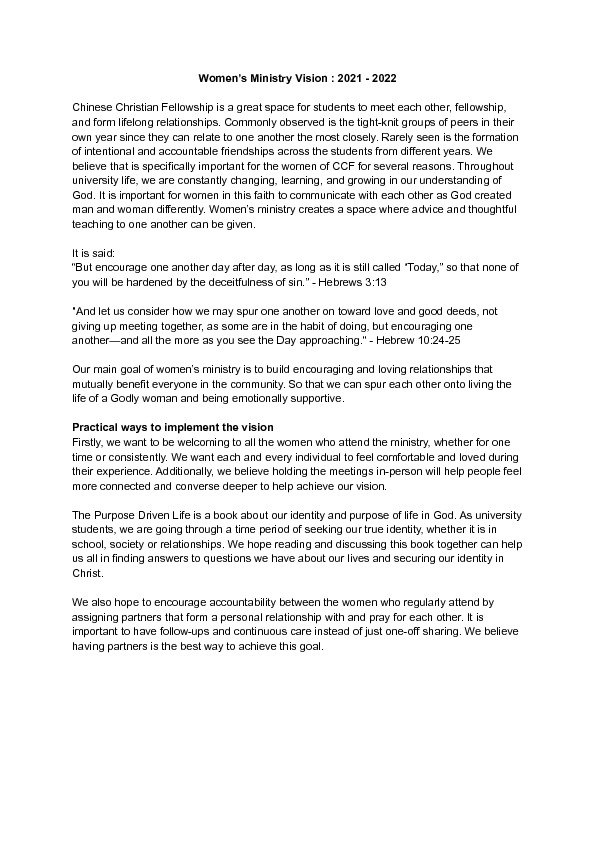 Women's Ministry Vision : 2021 - 2022
Chinese Christian Fellowship is a great space for students to meet each other, fellowship,
and form lifelong relationships. Commonly observed is the tight-knit groups of peers in their
own year since they can relate to one another the most closely. Rarely seen is the formation
of intentional and accountable friendships across the students from different years. We
believe that is specifically important for the women of CCF for several reasons. Throughout
university life, we are constantly changing, learning, and growing in our understanding of
God. It is important for women in this faith to communicate with each other as God created
man and woman differently. Women's ministry creates a space where advice and thoughtful
teaching to one another can be given.
It is said:
“But encourage one another day after day, as long as it is still called “Today,” so that none of
you will be hardened by the deceitfulness of sin.” - Hebrews 3:13
"And let us consider how we may spur one another on toward love and good deeds, not
giving up meeting together, as some are in the habit of doing, but encouraging one
another—and all the more as you see the Day approaching." - Hebrew 10:24-25
Our main goal of women's ministry is to build encouraging and loving relationships that
mutually benefit everyone in the community. So that we can spur each other onto living the
life of a Godly woman and being emotionally supportive.
Practical ways to implement the vision
Firstly, we want to be welcoming to all the women who attend the ministry, whether for one
time or consistently. We want each and every individual to feel comfortable and loved during
their experience. Additionally, we believe holding the meetings in-person will help people feel
more connected and converse deeper to help achieve our vision.
The Purpose Driven Life is a book about our identity and purpose of life in God. As university
students, we are going through a time period of seeking our true identity, whether it is in
school, society or relationships. We hope reading and discussing this book together can help
us all in finding answers to questions we have about our lives and securing our identity in
Christ.
We also hope to encourage accountability between the women who regularly attend by
assigning partners that form a personal relationship with and pray for each other. It is
important to have follow-ups and continuous care instead of just one-off sharing. We believe
having partners is the best way to achieve this goal.